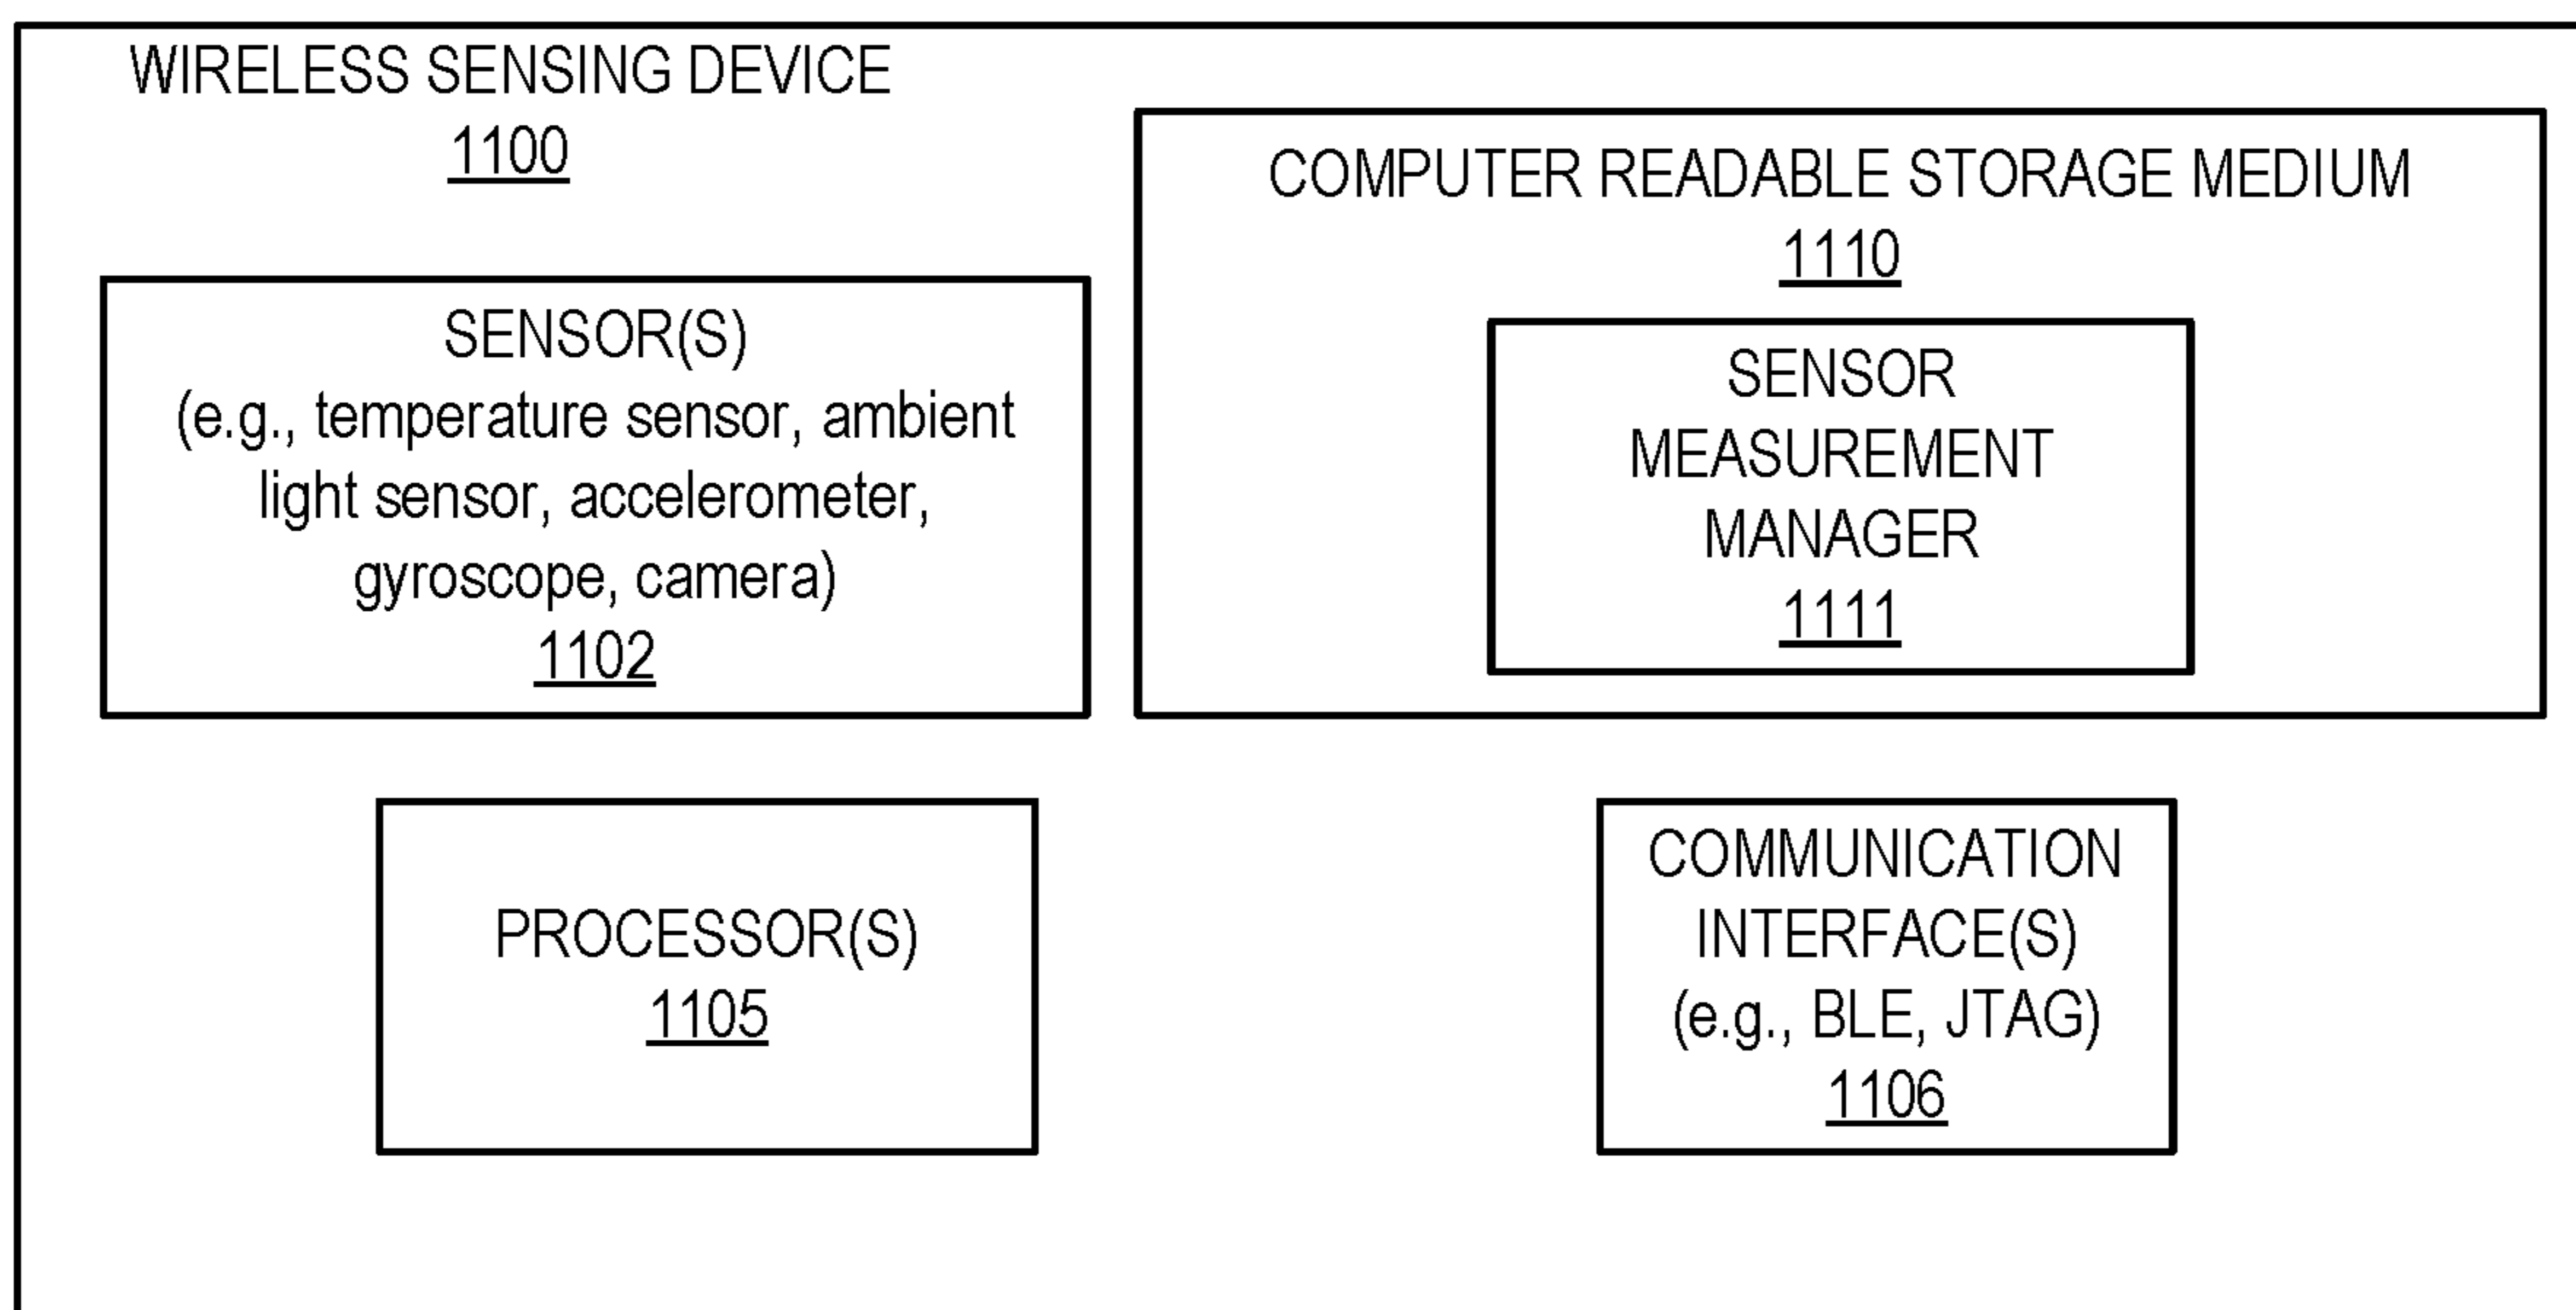 WIRELESS SENSING DEVICE
1100
SENSOR(S)
(e.g., temperature sensor, ambient
light sensor, accelerometer,
gyroscope, camera)
1102
COMPUTER READABLE STORAGE MEDIUM
1110
SENSOR
MEASUREMENT
MANAGER
1111
PROCESSOR(S)
1105
COMMUNICATION
INTERFACE(S)
(e.g., BLE, JTAG)
1106